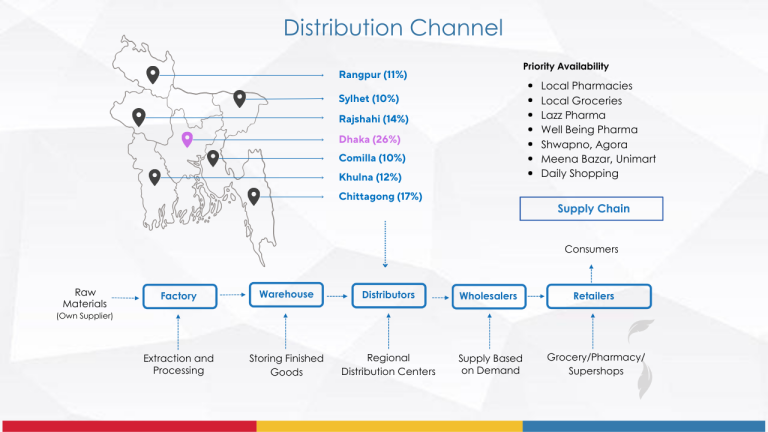 Distribution Channel
Rangpur (11%)
Sylhet (10%)
Rajshahi (14%)
Dhaka (26%)
Comilla (10%)
Khulna (12%)
Chittagong (17%)
Priority Availability
• Local Pharmacies
• Local Groceries
• Lazz Pharma
• Well Being Pharma
• Shwapno, Agora
• Meena Bazar, Unimart
• Daily Shopping
Supply Chain
Consumers
Raw
Materials
(Own Supplier)
Factory
Warehouse
Distributors
Wholesalers
Retailers
Extraction and
Processing
Storing Finished
Goods
Regional
Distribution Centers
Supply Based
on Demand
Grocery/Pharmacy/
Supershops